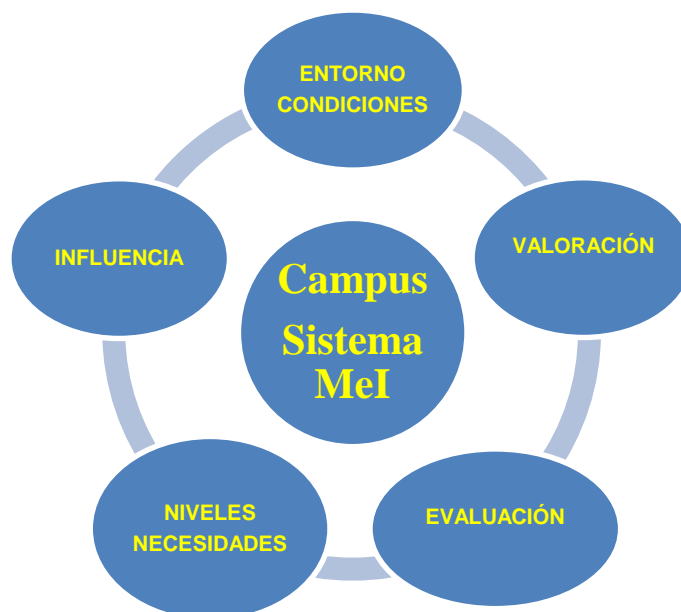 ENTORNO
CONDICIONES
VALORACIÓN
INFLUENCIA
Campus
Sistema
MeI
EVALUACIÓN
NIVELES
NECESIDADES